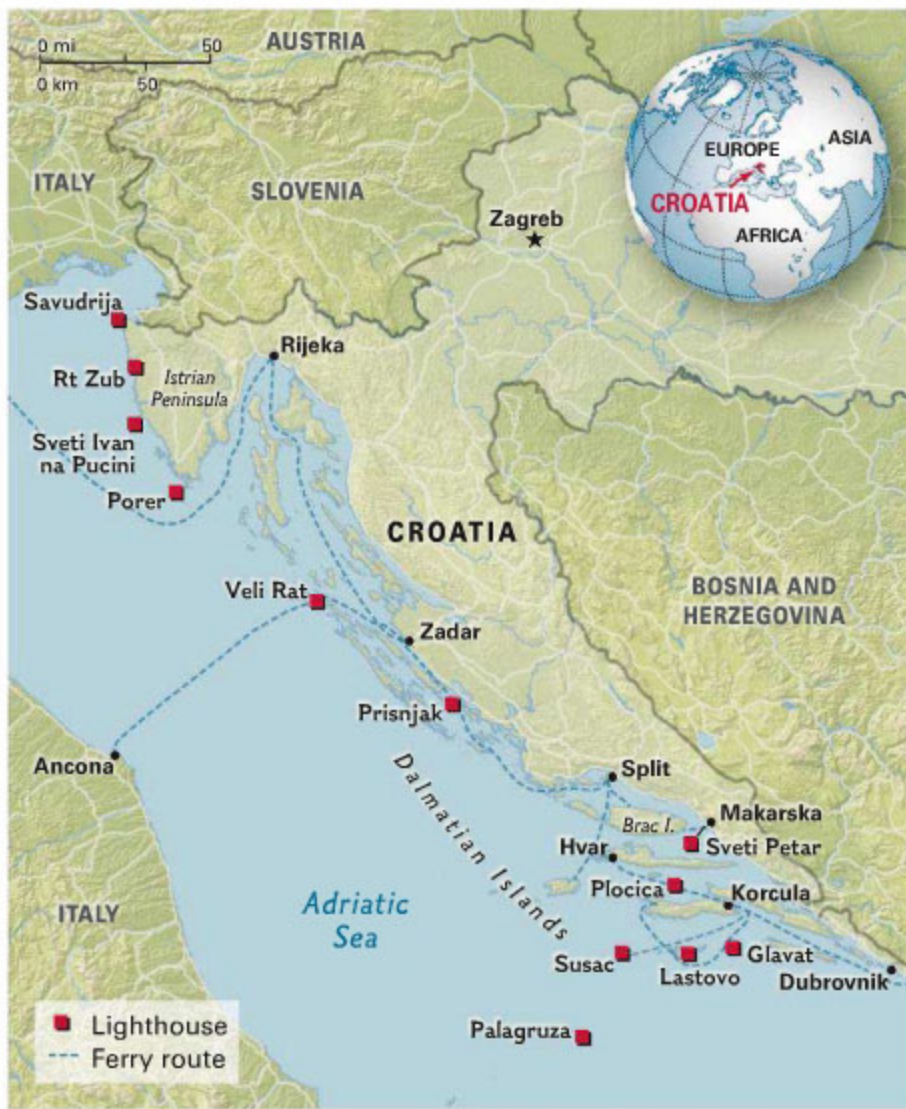 0 mi 50
0 km 50
AUSTRIA
ITALY
SLOVENIA
Zagreb
EUROPE
ASIA
CROATIA
AFRICA
Savudrija
Rt Zub
Istrian
Peninsula
Rijeka
Sveti Ivan
na Pucini
Porer
CROATIA
BOSNIA AND
HERZEGOVINA
Veli Rat
Zadar
Prisnjak
Ancona
Dalmatian Islands
Split
Brac I.
Makarska
Sveti Petar
Hvar
Plocica
Korcula
ITALY
Adriatic
Sea
Susac
Lastovo
Glavat
Dubrovnik
Palagruza
Lighthouse
Ferry route